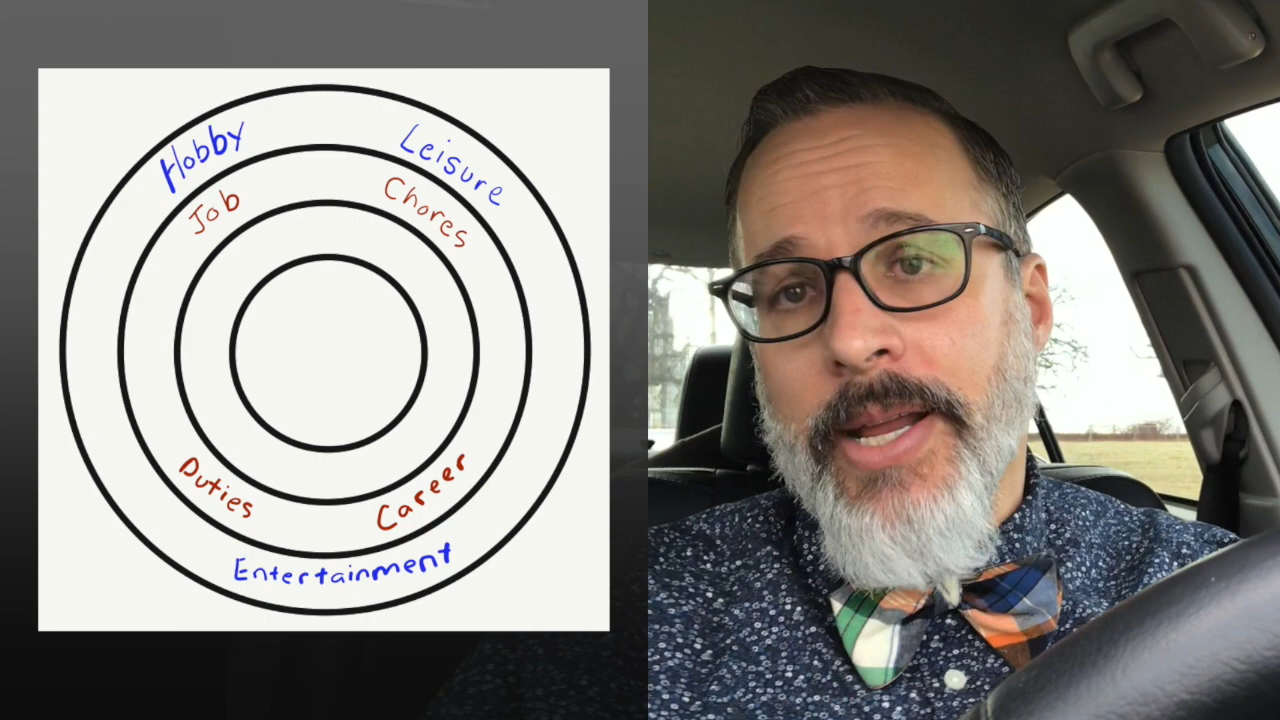 Hobby
Leisure
Job
Chores
Duties
Career
Entertainment